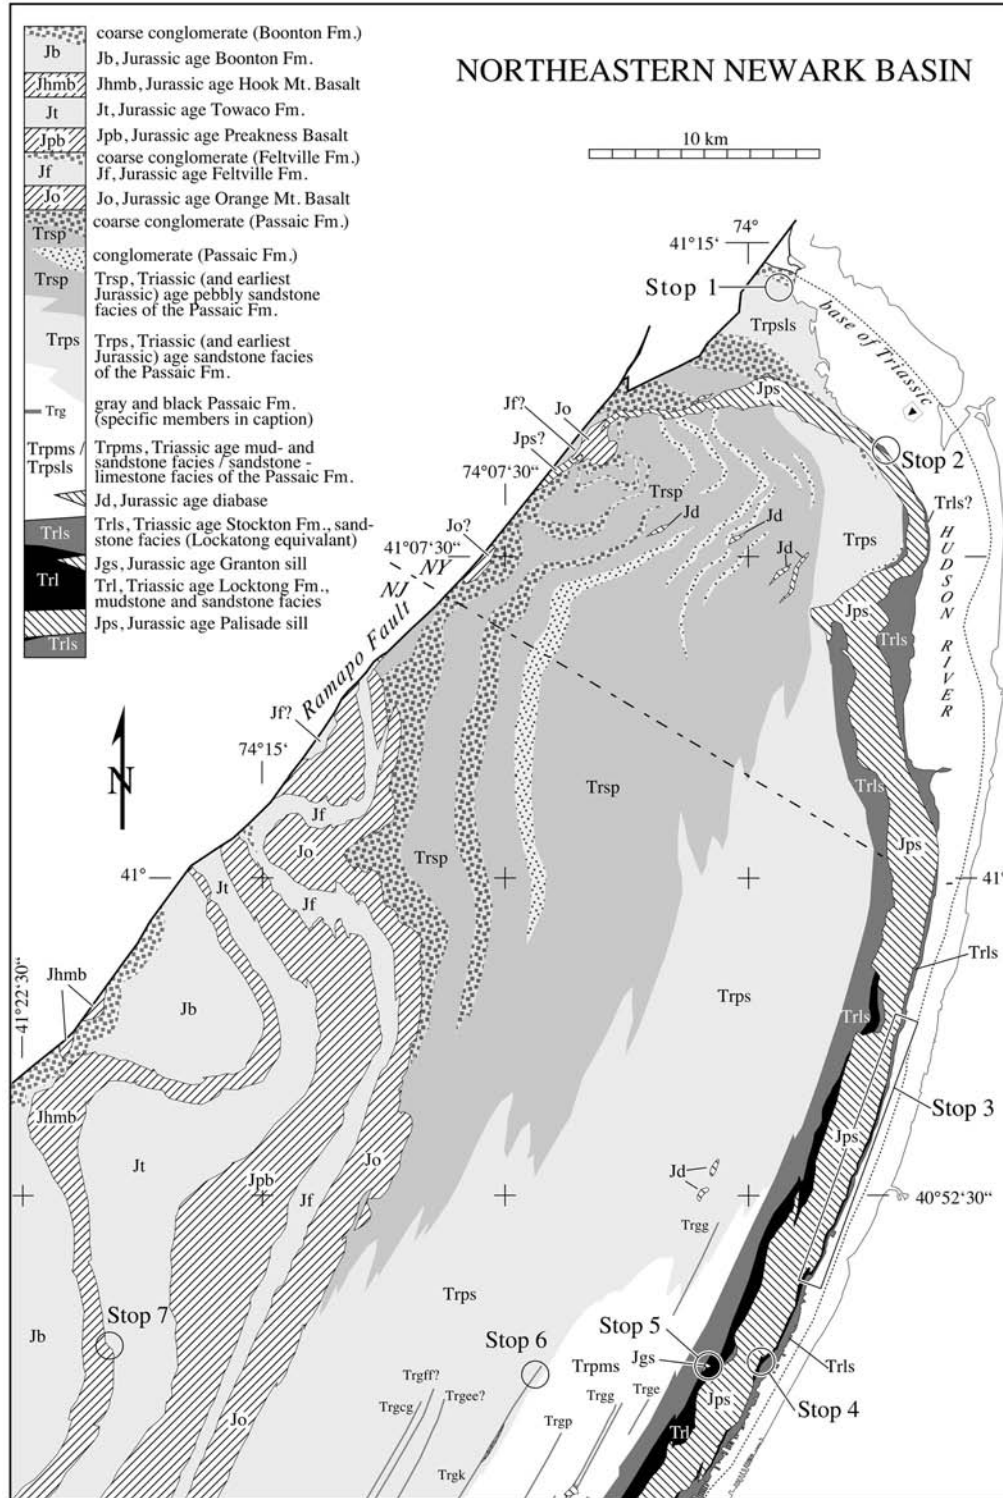 coarse conglomerate (Boonton Fm.)
Jb
Jb, Jurassic age Boonton Fm.
Jhmb
Jhmb, Jurassic age Hook Mt. Basalt
Jt
Jt, Jurassic age Towaco Fm.
Jpb
Jpb, Jurassic age Preakness Basalt
coarse conglomerate (Feltville Fm.)
Jf
Jf, Jurassic age Feltville Fm.
Jo
Jo, Jurassic age Orange Mt. Basalt
coarse conglomerate (Passaic Fm.)
Trsp
conglomerate (Passaic Fm.)
Trsp
Trsp, Triassic (and earliest
Jurassic) age pebbly sandstone
facies of the Passaic Fm.
Trps
Trps, Triassic (and earliest
Jurassic) age sandstone facies
of the Passaic Fm.
Trg
gray and black Passaic Fm.
(specific members in caption)
Trpms /
Trpsls
Trpms, Triassic age mud- and
sandstone facies / sandstone -
limestone facies of the Passaic Fm.
Jd, Jurassic age diabase
Trls
Trls, Triassic age Stockton Fm., sand-
stone facies (Lockatong equivalent)
Jgs, Jurassic age Granton sill
Trl
Trl, Triassic age Locktong Fm.,
mudstone and sandstone facies
Jps, Jurassic age Palisade sill
Trls
NORTHEASTERN NEWARK BASIN
10 km
74°
41°15‘
Stop 1
Trpsls
base of Triassic
Jps
Jf?
Jo
Jps?
Stop 2
74°07‘30“
Trsp
Trls?
Jd
Jd
Jo?
41°07‘30“
NY
NJ
Trps
Jd
HUDSON RIVER
Jps
Trls
Ramapo Fault
Jf?
74°15‘
N
Trls
Trsp
Jf
Jps
Jo
Trsp
41°
Jt
41°
Jf
Trls
Jhmb
41°22‘30“
Jb
Trps
Trls
Stop 3
Jhmb
Jps
Jt
Jpb
Jo
Jd
Jf
40°52‘30“
Trgg
Trps
Stop 7
Jb
Stop 6
Stop 5
Jgs
Trpms
Trls
Trgff?
Trgee?
Trgcg
Trgg
Trge
Jps
Stop 4
Jo
Trgp
Trl
Trgk